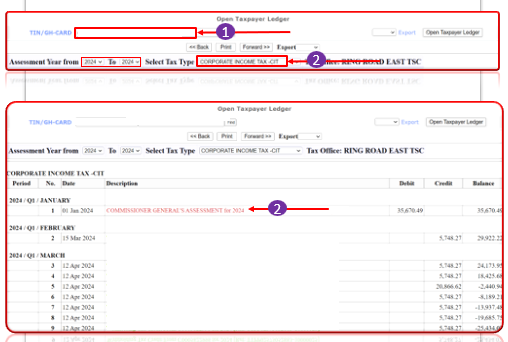 Open Taxpayer Ledger
TIN/GH-CARD 1 Export Open Taxpayer Ledger
<< Back Print Forward >> Export
Assessment Year from 2024 To 2024 Select Tax Type CORPORATE INCOME TAX -CIT 2 Tax Office: RING ROAD EAST TSC
Open Taxpayer Ledger
TIN/GH-CARD Export Open Taxpayer Ledger
<< Back Print Forward >> Export
Assessment Year from 2024 To 2024 Select Tax Type CORPORATE INCOME TAX -CIT Tax Office: RING ROAD EAST TSC
CORPORATE INCOME TAX -CIT
Period No. Date Description Debit Credit Balance
2024 / Q1 / JANUARY
1 01 Jan 2024 COMMISSIONER GENERAL'S ASSESSMENT for 2024 2 35,670.49 35,670.49
2024 / Q1 / FEBRUARY
2 15 Mar 2024 5,748.27 29,922.22
2024 / Q1 / MARCH
3 12 Apr 2024 5,748.27 24,173.95
4 12 Apr 2024 5,748.27 18,425.68
5 12 Apr 2024 20,866.62 -2,440.94
6 12 Apr 2024 5,748.27 -8,189.21
7 12 Apr 2024 5,748.27 -13,937.48
8 12 Apr 2024 5,748.27 -19,685.75
9 12 Apr 2024 5,748.27 -25,434.02